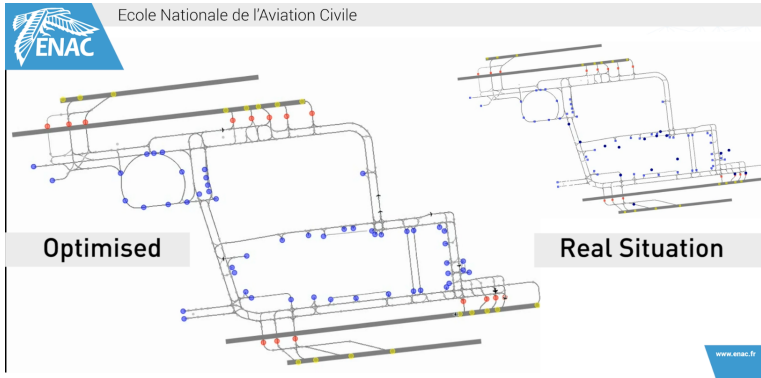 Ecole Nationale de l'Aviation Civile
ENAC
Optimised
Real Situation
www.enac.fr